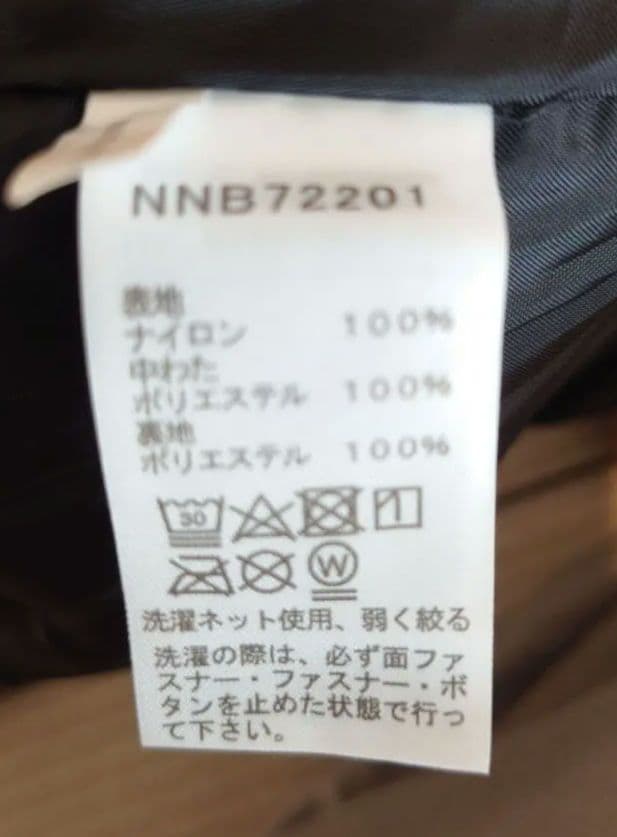 NNB72201
表地
ナイロン 100%
中わた
ポリエステル 100%
裏地
ポリエステル 100%
30
W
洗濯ネット使用、弱く絞る
洗濯の際は、必ず面ファ
スナー・ファスナー・ボ
タンを止めた状態で行っ
て下さい。